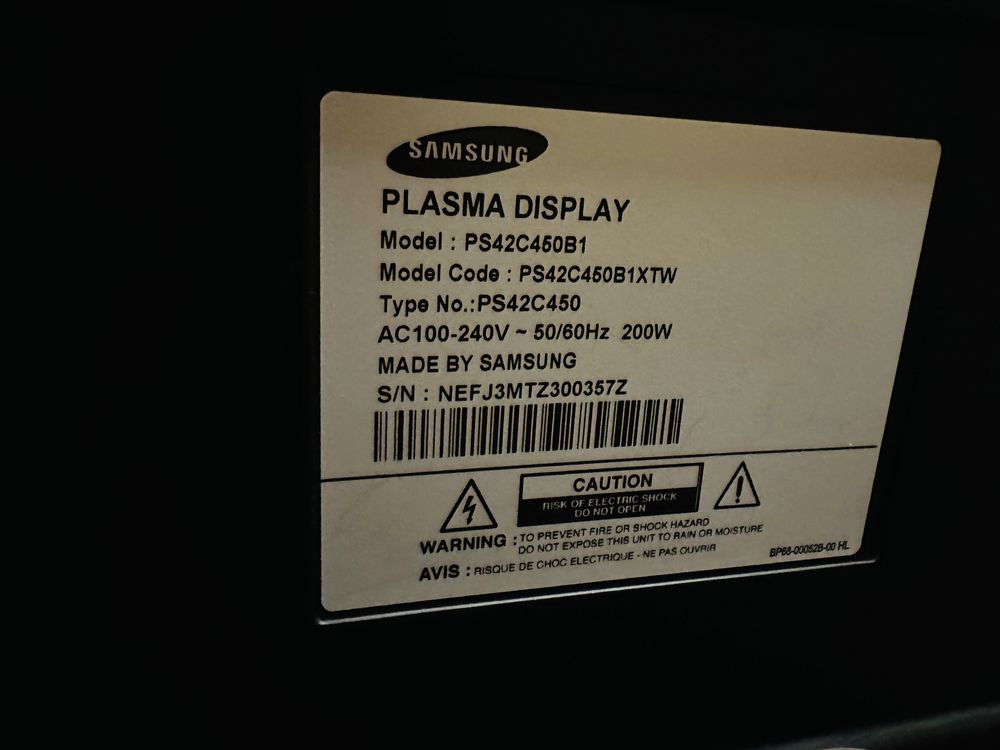 SAMSUNG
PLASMA DISPLAY
Model : PS42C450B1
Model Code : PS42C450B1XTW
Type No.:PS42C450
AC100-240V ~ 50/60Hz 200W
MADE BY SAMSUNG
S/N : NEFJ3MTZ300357Z
CAUTION
RISK OF ELECTRIC SHOCK
DO NOT OPEN
WARNING : TO PREVENT FIRE OR SHOCK HAZARD
DO NOT EXPOSE THIS UNIT TO RAIN OR MOISTURE
AVIS : RISQUE DE CHOC ELECTRIQUE - NE PAS OUVRIR
BP68-00052B-00 HL